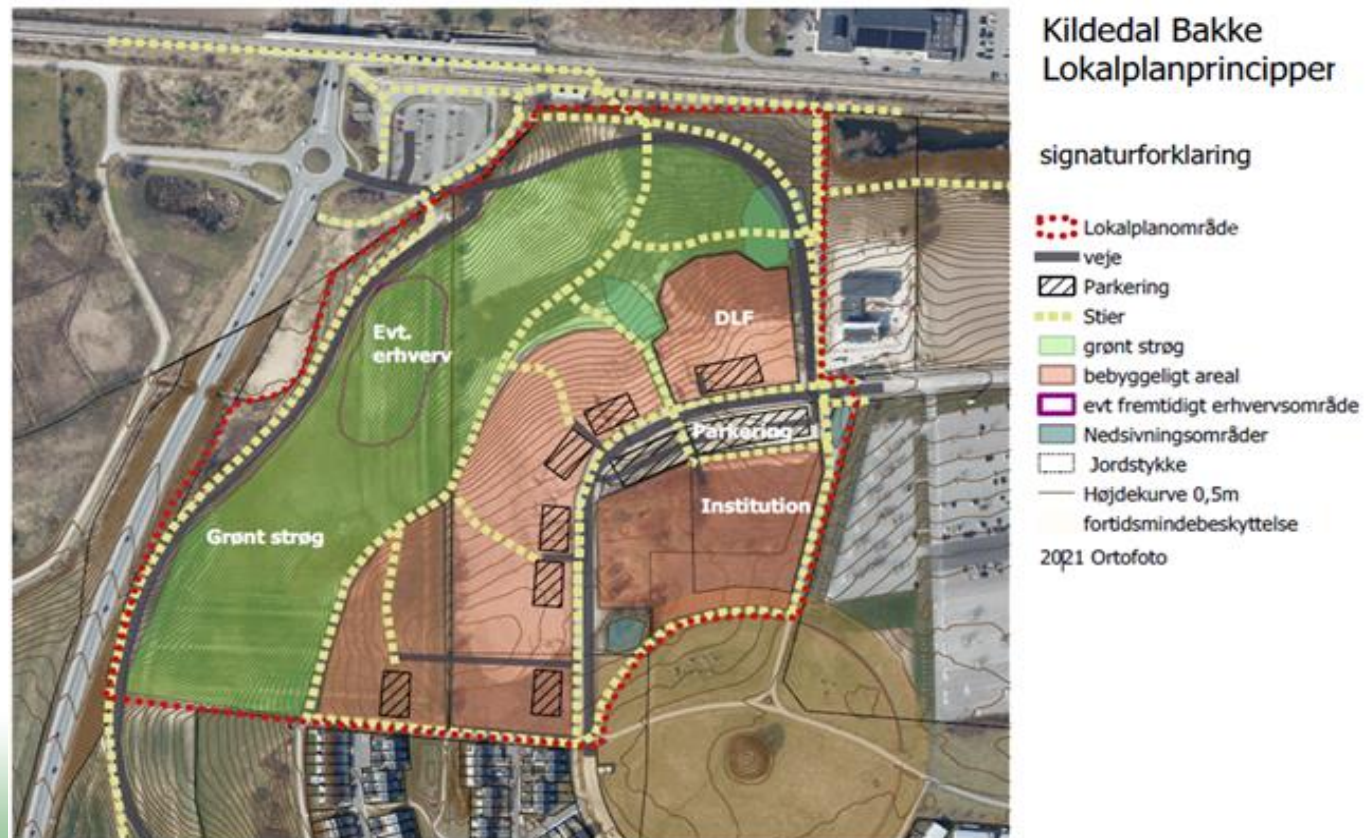 Kildedal Bakke
Lokalplanprincipper
signaturforklaring
Lokalplanområde
veje
Parkering
Stier
grønt strøg
bebyggeligt areal
evt fremtidigt erhvervsområde
Nedsivningsområder
Jordstykke
Højdekurve 0,5m
fortidsmindebeskyttelse
2021 Ortofoto
DLF
Evt.
erhverv
Parkering
Institution
Grønt strøg